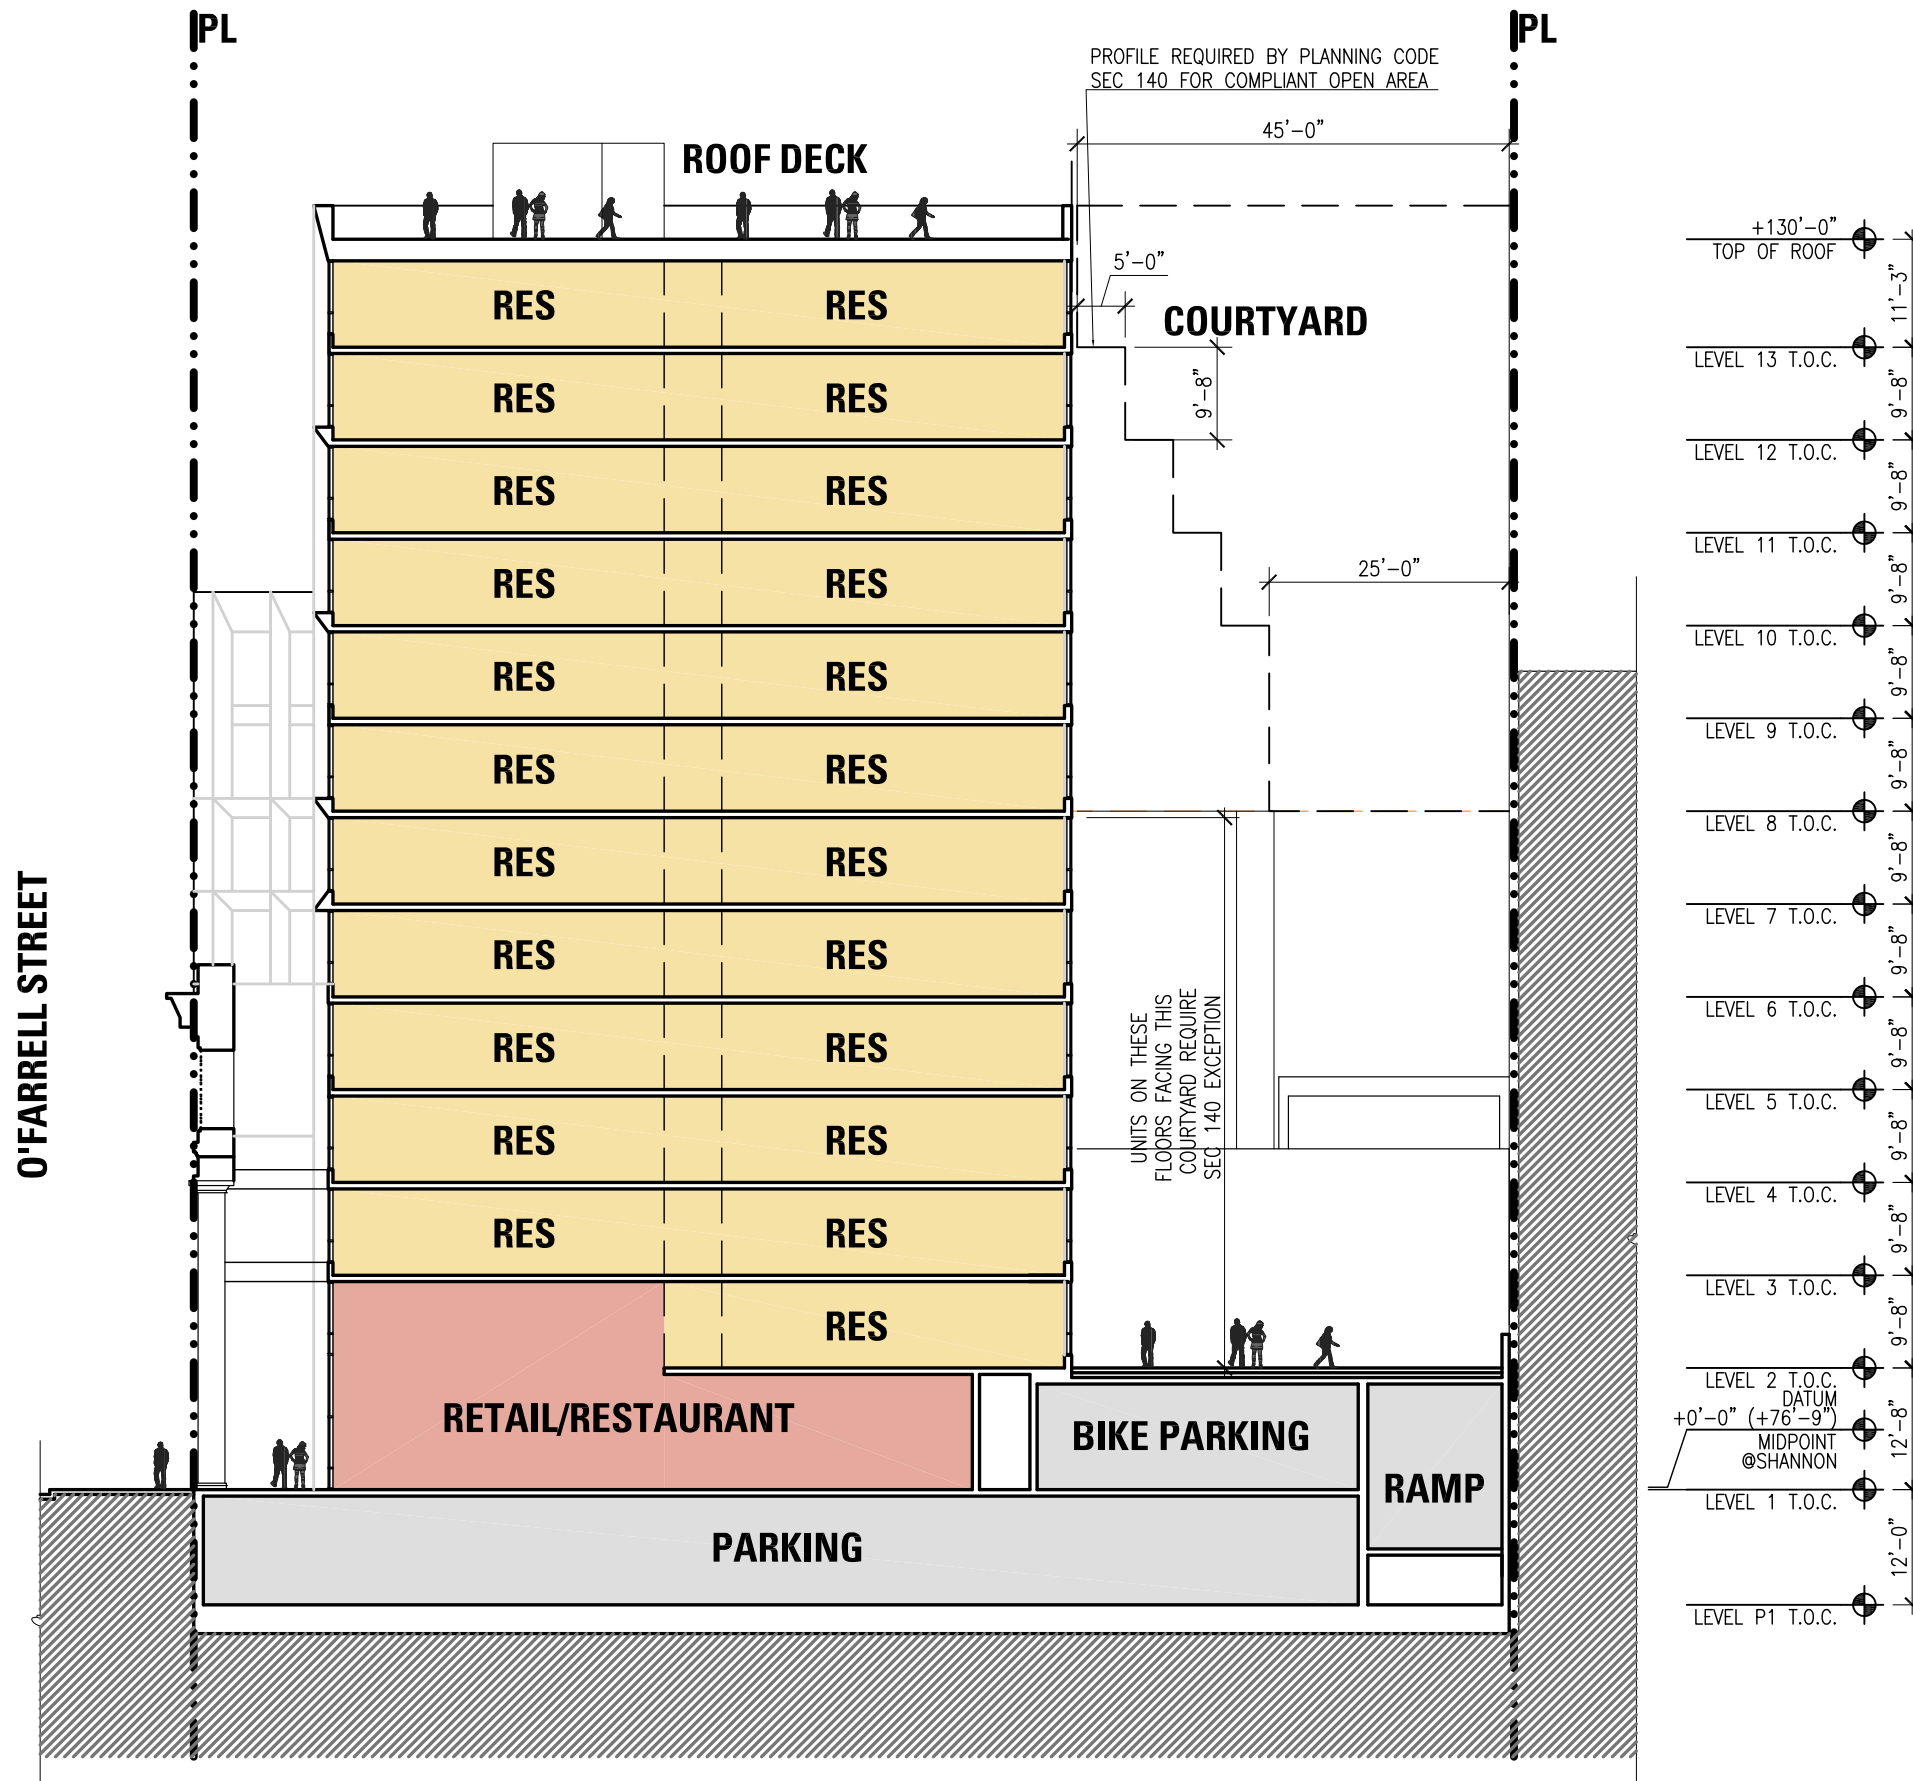 PL
PL
PROFILE REQUIRED BY PLANNING CODE
SEC 140 FOR COMPLIANT OPEN AREA
45'-0"
ROOF DECK
+130'-0"
TOP OF ROOF
11'-3"
5'-0"
COURTYARD
RES RES
LEVEL 13 T.O.C.
9'-8"
9'-8"
RES RES
LEVEL 12 T.O.C.
9'-8"
RES RES
LEVEL 11 T.O.C.
25'-0"
9'-8"
RES RES
LEVEL 10 T.O.C.
9'-8"
RES RES
LEVEL 9 T.O.C.
9'-8"
RES RES
LEVEL 8 T.O.C.
9'-8"
RES RES
LEVEL 7 T.O.C.
9'-8"
RES RES
LEVEL 6 T.O.C.
9'-8"
RES RES
LEVEL 5 T.O.C.
9'-8"
RES RES
LEVEL 4 T.O.C.
9'-8"
RES RES
LEVEL 3 T.O.C.
9'-8"
RES
LEVEL 2 T.O.C.
O'FARRELL STREET
UNITS ON THESE
FLOORS FACING THIS
COURTYARD REQUIRE
SEC 140 EXCEPTION
DATUM
+0'-0" (+76'-9")
MIDPOINT
@SHANNON
12'-8"
RETAIL/RESTAURANT
BIKE PARKING
RAMP
LEVEL 1 T.O.C.
12'-0"
PARKING
LEVEL P1 T.O.C.